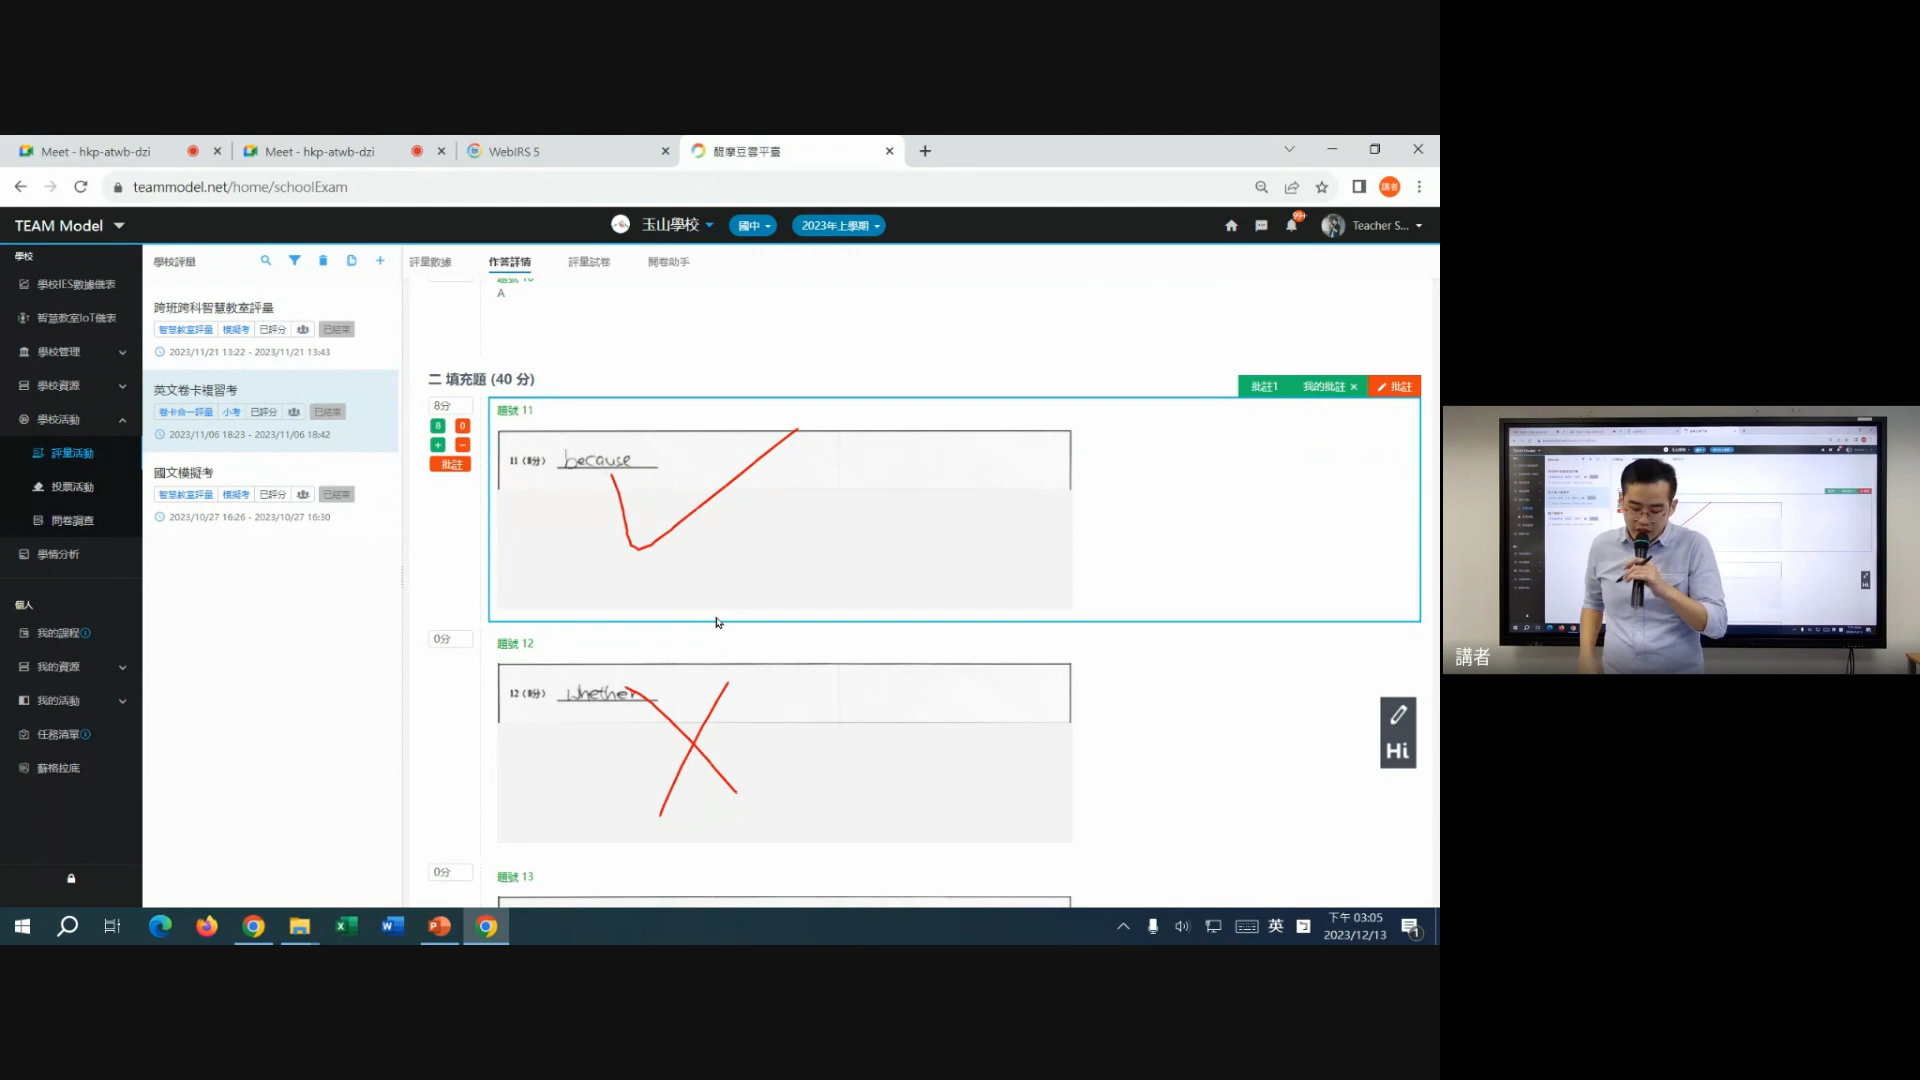 Meet - hkp-atwb-dzi
Meet - hkp-atwb-dzi
WebIRS 5
醍摩豆雲平臺
teammodel.net/home/schoolExam
講者
TEAM Model
玉山學校
國中
2023年上學期
99+
Teacher S...
學校
學校IES數據儀表
智慧教室IoT儀表
學校管理
學校資源
學校活動
評量活動
投票活動
問卷調查
學情分析
個人
我的課程
我的資源
我的活動
任務清單
蘇格拉底
學校評量
跨班跨科智慧教室評量
智慧教室評量 模擬考 已評分 已結束
2023/11/21 13:22 - 2023/11/21 13:43
英文卷卡複習考
卷卡合一評量 小考 已評分 已結束
2023/11/06 18:23 - 2023/11/06 18:42
國文模擬考
智慧教室評量 模擬考 已評分 已結束
2023/10/27 16:26 - 2023/10/27 16:30
評量數據 作答詳情 評量試卷 閱卷助手
題號 10
A
二 填充題 (40 分)
批註1 我的批註 × 批註
8分
8 0
+ −
批註
題號 11
11 (8分) because
0分
題號 12
12 (8分) whether
0分
題號 13
Hi
英
下午 03:05
2023/12/13
1
講者